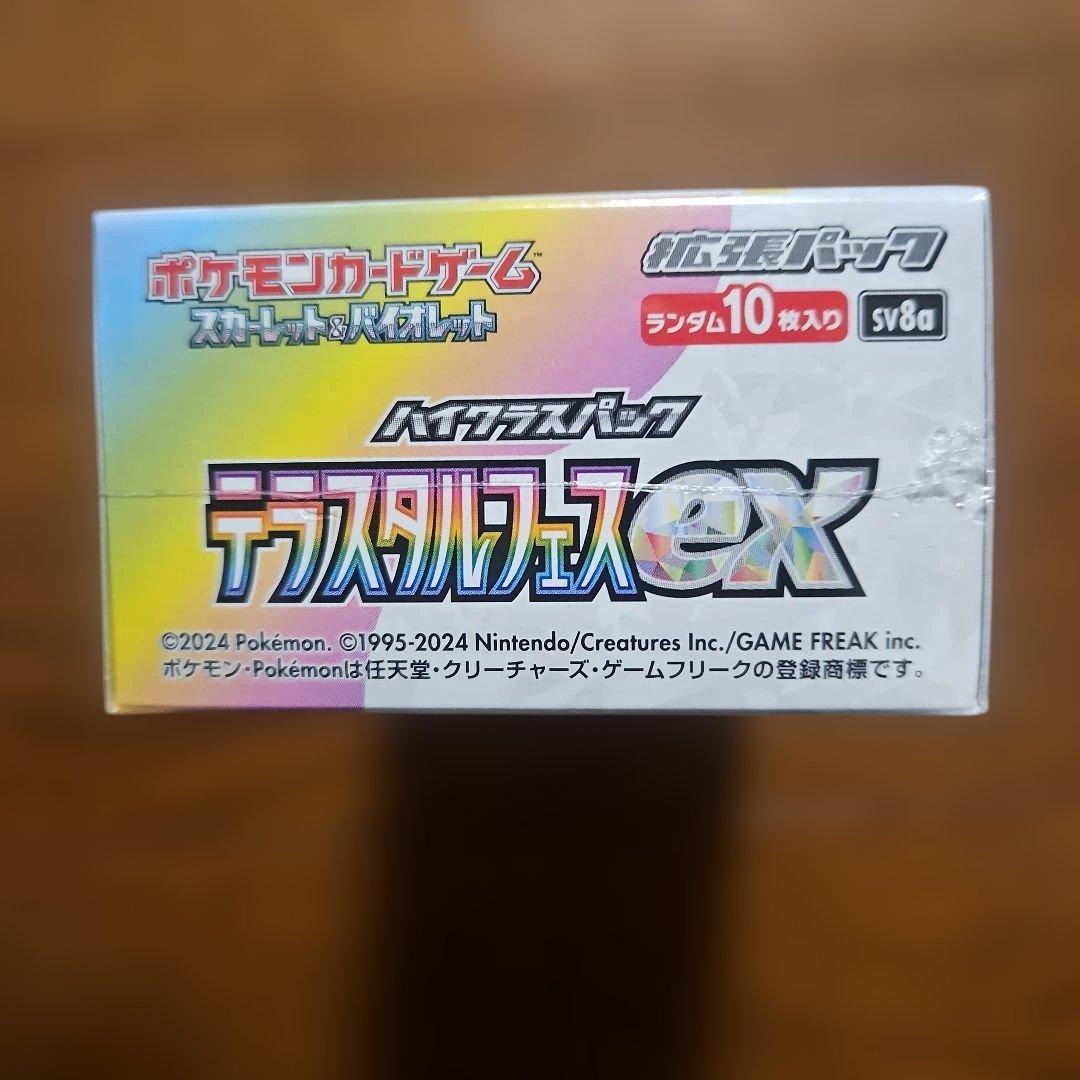 ポケモンカードゲーム™
スカーレット&バイオレット
拡張パック
ランダム10枚入り SV8a
ハイクラスパック
テラスタルフェスex
©2024 Pokémon. ©1995-2024 Nintendo/Creatures Inc./GAME FREAK inc.
ポケモン・Pokémonは任天堂・クリーチャーズ・ゲームフリークの登録商標です。